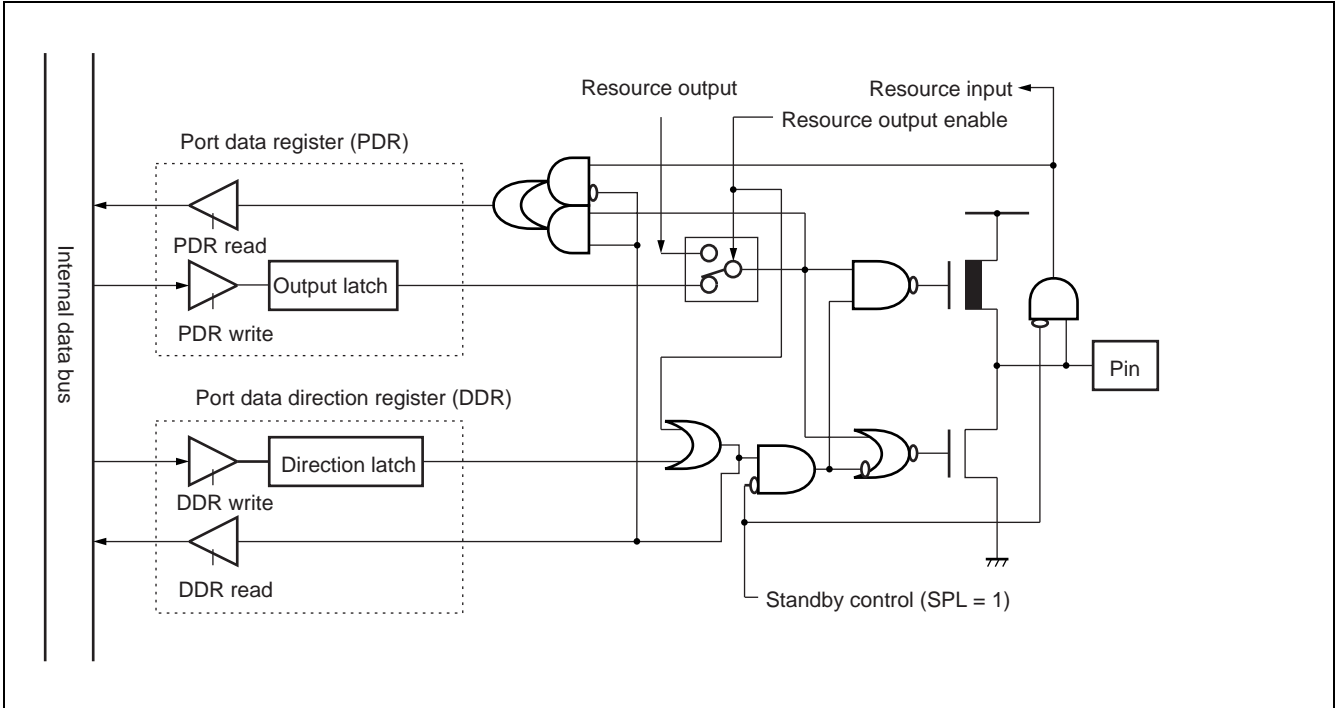 Resource output
Resource input
Resource output enable
Port data register (PDR)
PDR read
Output latch
PDR write
Internal data bus
Pin
Port data direction register (DDR)
Direction latch
DDR write
DDR read
Standby control (SPL = 1)